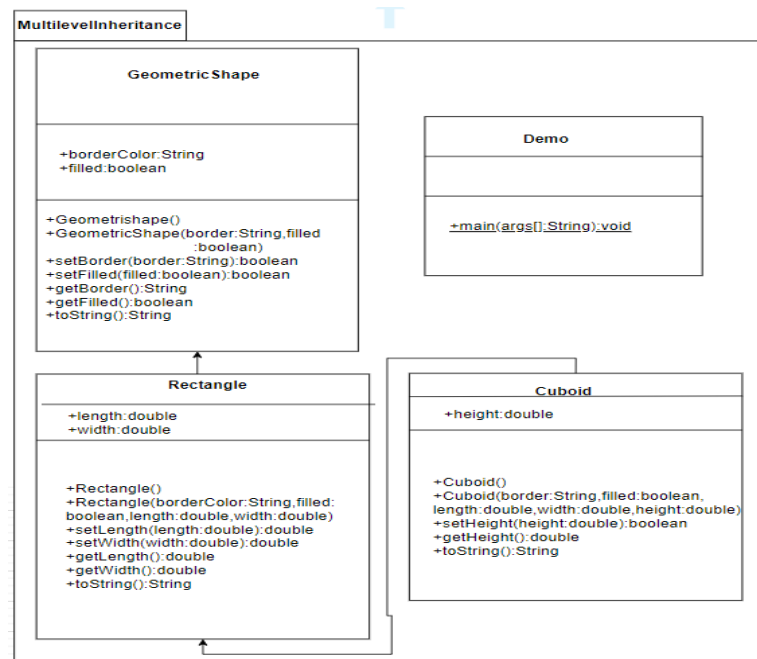 T
MultilevelInheritance
GeometricShape
+borderColor:String
+filled:boolean
+Geometrishape()
+GeometricShape(border:String,filled
:boolean)
+setBorder(border:String):boolean
+setFilled(filled:boolean):boolean
+getBorder():String
+getFilled():boolean
+toString():String
Demo
+main(args[]:String):void
Rectangle
+length:double
+width:double
+Rectangle()
+Rectangle(borderColor:String,filled:
boolean,length:double,width:double)
+setLength(length:double):double
+setWidth(width:double):double
+getLength():double
+getWidth():double
+toString():String
Cuboid
+height:double
+Cuboid()
+Cuboid(border:String,filled:boolean,
length:double,width:double,height:double)
+setHeight(height:double):boolean
+getHeight():double
+toString():String